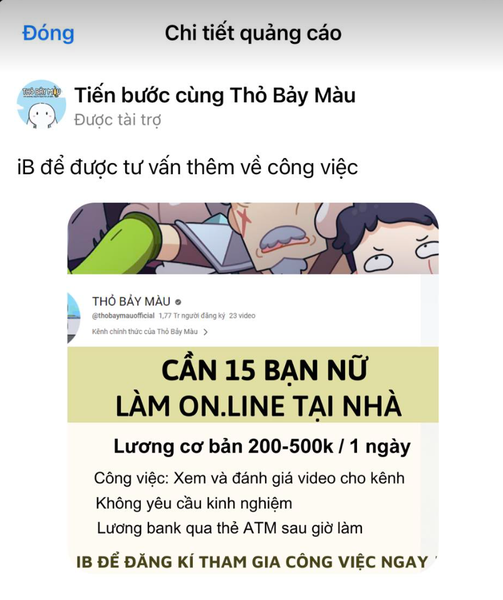 Đóng
Chi tiết quảng cáo
THỎ BẢY MÀU
Tiến bước cùng Thỏ Bảy Màu
Được tài trợ
iB để được tư vấn thêm về công việc
THỎ BẢY MÀU
@thobaymauofficial 1,77 Tr người đăng ký 23 video
Kênh chính thức của Thỏ Bảy Màu >
CẦN 15 BẠN NỮ
LÀM ON.LINE TẠI NHÀ
Lương cơ bản 200-500k / 1 ngày
Công việc: Xem và đánh giá video cho kênh
Không yêu cầu kinh nghiệm
Lương bank qua thẻ ATM sau giờ làm
IB ĐỂ ĐĂNG KÍ THAM GIA CÔNG VIỆC NGAY